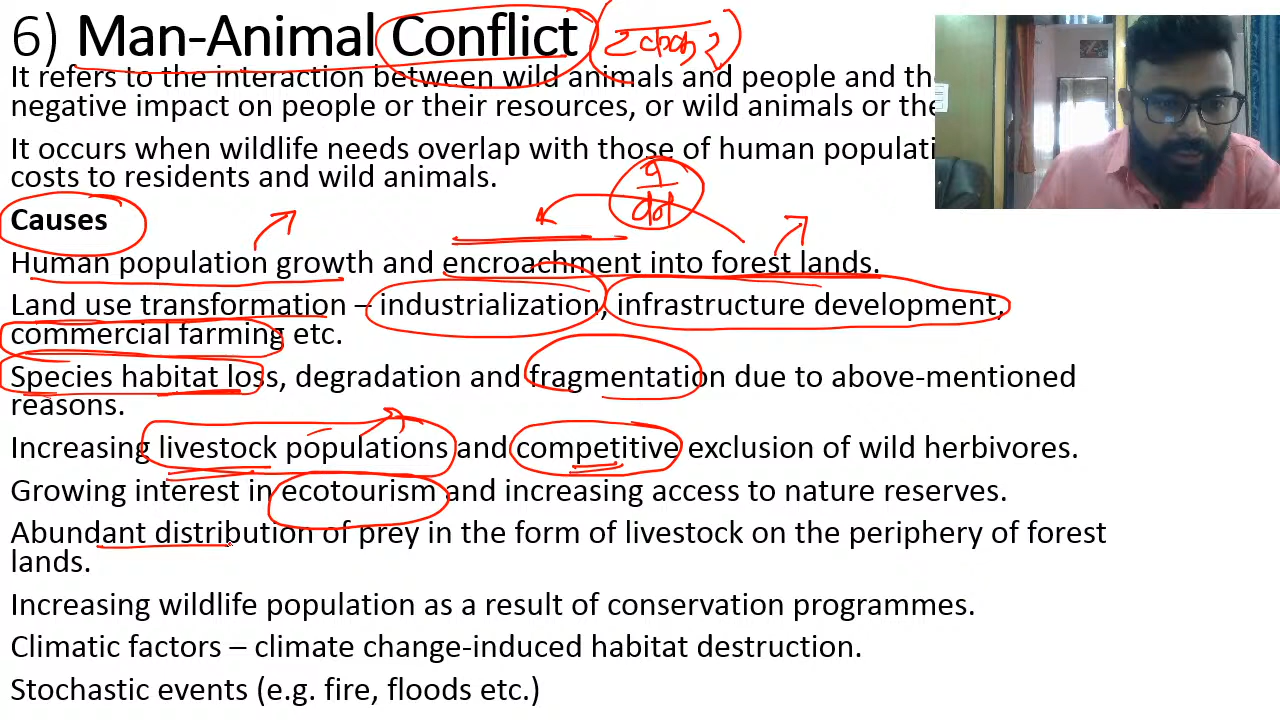 6) Man-Animal Conflict टकराव
It refers to the interaction between wild animals and people and the
negative impact on people or their resources, or wild animals or the
It occurs when wildlife needs overlap with those of human populati
costs to residents and wild animals.
Causes
Human population growth and encroachment into forest lands.
Land use transformation – industrialization, infrastructure development,
commercial farming etc.
Species habitat loss, degradation and fragmentation due to above-mentioned
reasons.
Increasing livestock populations and competitive exclusion of wild herbivores.
Growing interest in ecotourism and increasing access to nature reserves.
Abundant distribution of prey in the form of livestock on the periphery of forest
lands.
Increasing wildlife population as a result of conservation programmes.
Climatic factors – climate change-induced habitat destruction.
Stochastic events (e.g. fire, floods etc.)